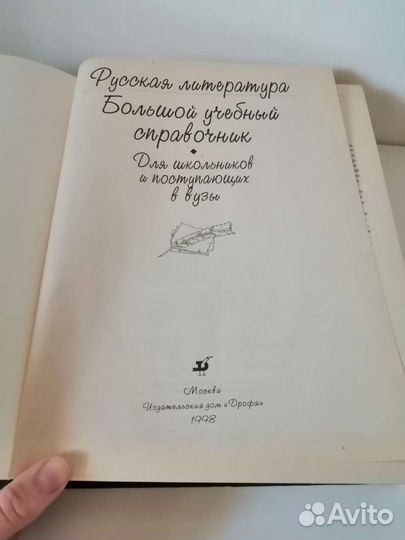 Русская литература
Большой учебный
справочник
Для школьников
и поступающих
в вузы
Москва
Издательский дом «Дрофа»
1998
Avito